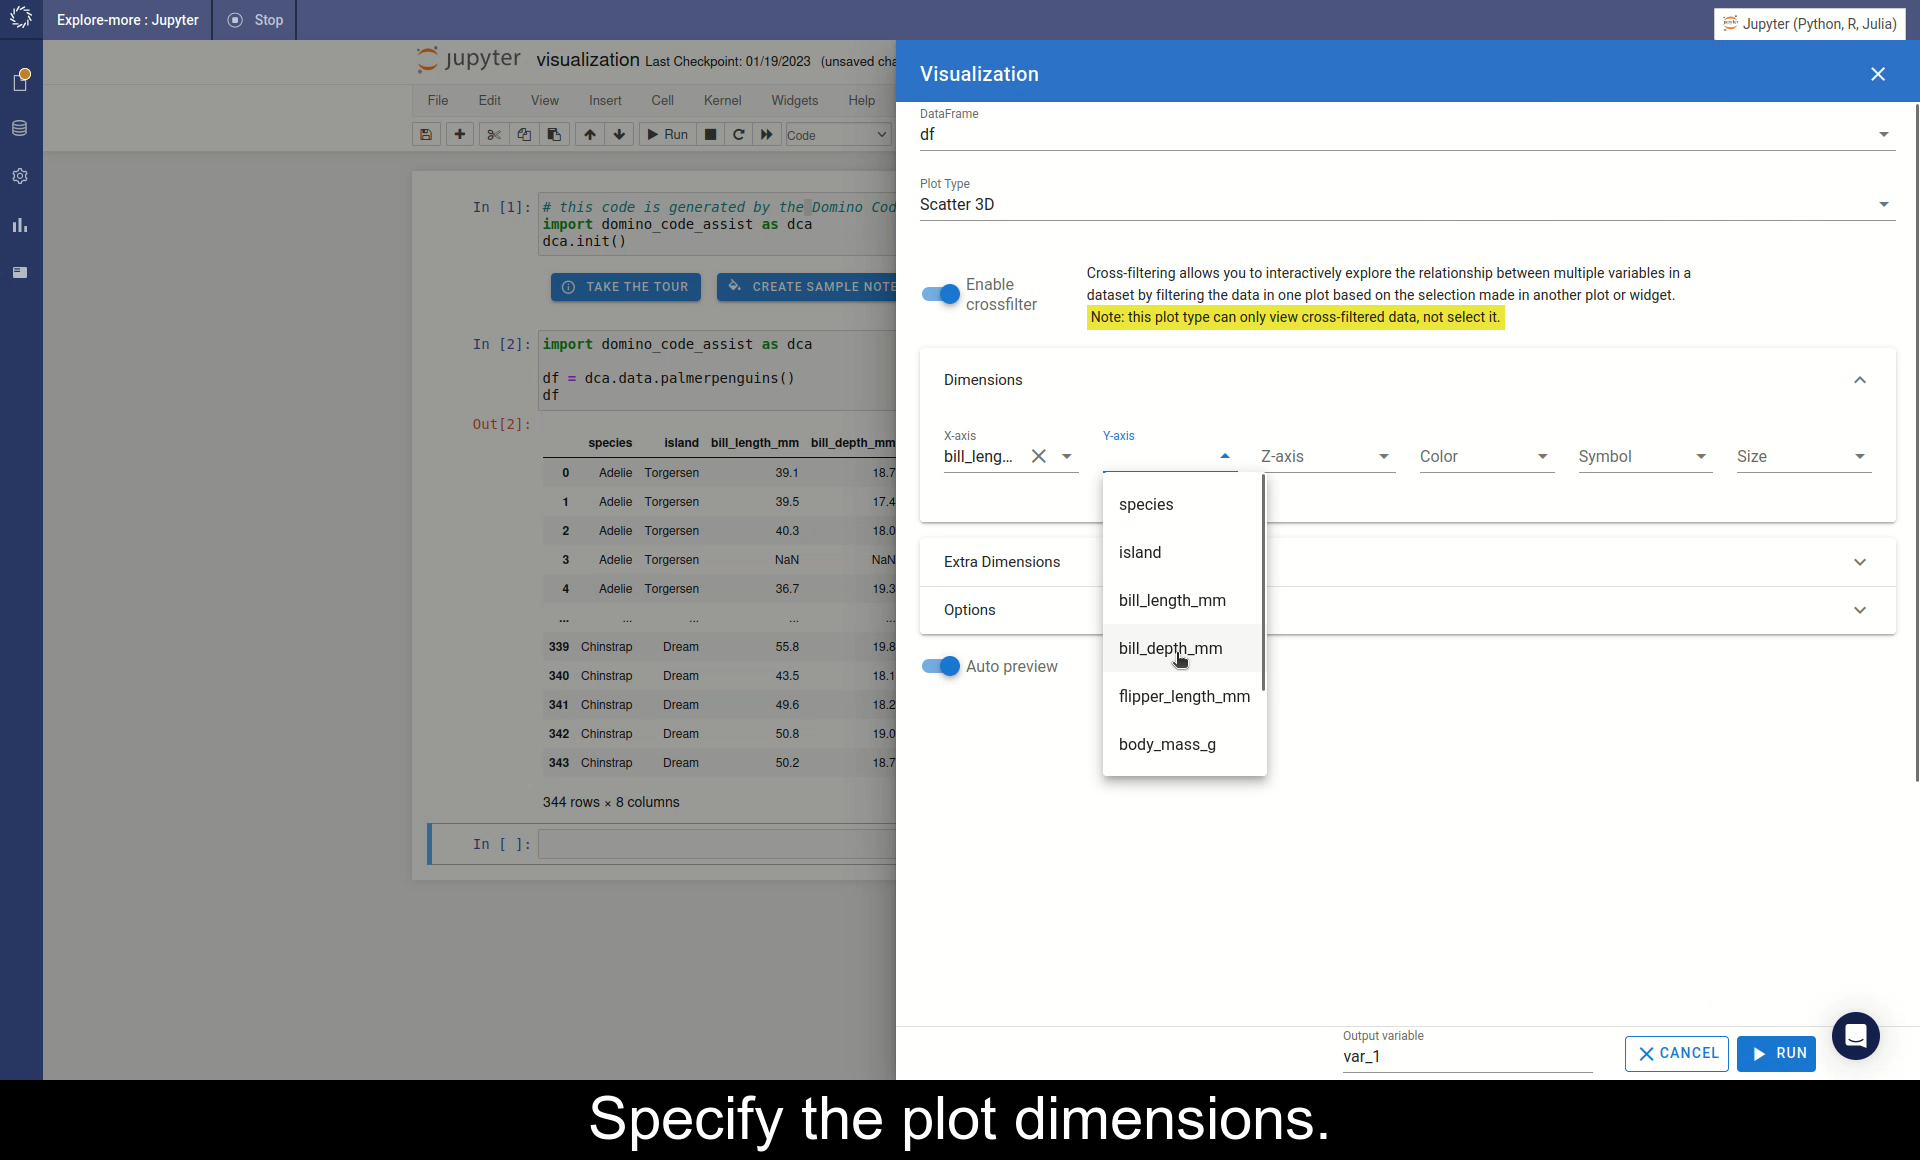 Explore-more : Jupyter
Stop
Jupyter (Python, R, Julia)
jupyter visualization Last Checkpoint: 01/19/2023 (unsaved cha
File Edit View Insert Cell Kernel Widgets Help
Run Code
In [1]: # this code is generated by the Domino Cod
import domino_code_assist as dca
dca.init()
TAKE THE TOUR CREATE SAMPLE NOTE
In [2]: import domino_code_assist as dca
df = dca.data.palmerpenguins()
df
Out[2]:
species island bill_length_mm bill_depth_mm
0 Adelie Torgersen 39.1 18.7
1 Adelie Torgersen 39.5 17.4
2 Adelie Torgersen 40.3 18.0
3 Adelie Torgersen NaN NaN
4 Adelie Torgersen 36.7 19.3
... ... ... ... ...
339 Chinstrap Dream 55.8 19.8
340 Chinstrap Dream 43.5 18.1
341 Chinstrap Dream 49.6 18.2
342 Chinstrap Dream 50.8 19.0
343 Chinstrap Dream 50.2 18.7
344 rows × 8 columns
In [ ]:
Visualization
DataFrame
df
Plot Type
Scatter 3D
Enable
crossfilter
Cross-filtering allows you to interactively explore the relationship between multiple variables in a
dataset by filtering the data in one plot based on the selection made in another plot or widget.
Note: this plot type can only view cross-filtered data, not select it.
Dimensions
X-axis
bill_leng...
Y-axis
Z-axis
Color
Symbol
Size
species
island
bill_length_mm
bill_depth_mm
flipper_length_mm
body_mass_g
Extra Dimensions
Options
Auto preview
Output variable
var_1
CANCEL
RUN
Specify the plot dimensions.